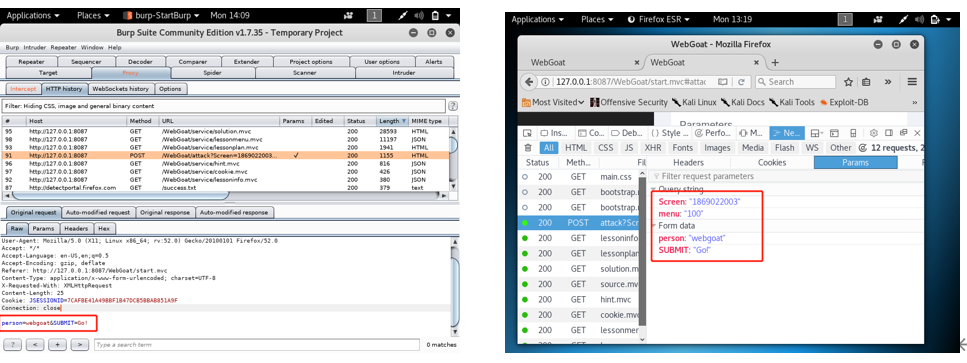 Applications ▾ Places ▾ burp-StartBurp ▾ Mon 14:09 1
Burp Suite Community Edition v1.7.35 - Temporary Project
Burp Intruder Repeater Window Help
Repeater Sequencer Decoder Comparer Extender Project options User options Alerts
Target Proxy Spider Scanner Intruder
Intercept HTTP history WebSockets history Options
Filter: Hiding CSS, image and general binary content
# Host Method URL Params Edited Status Length MIME type
95 http://127.0.0.1:8087 GET /WebGoat/service/solution.mvc 200 28593 HTML
98 http://127.0.0.1:8087 GET /WebGoat/service/lessonmenu.mvc 200 11197 JSON
94 http://127.0.0.1:8087 GET /WebGoat/service/lessonplan.mvc 200 1941 HTML
91 http://127.0.0.1:8087 POST /WebGoat/attack?Screen=1869022003... ✓ 200 1155 HTML
96 http://127.0.0.1:8087 GET /WebGoat/service/hint.mvc 200 816 JSON
97 http://127.0.0.1:8087 GET /WebGoat/service/cookie.mvc 200 426 JSON
92 http://127.0.0.1:8087 GET /WebGoat/service/lessoninfo.mvc 200 380 JSON
87 http://detectportal.firefox.com GET /success.txt 200 379 text
Original request Auto-modified request Original response Auto-modified response
Raw Params Headers Hex
User-Agent: Mozilla/5.0 (X11; Linux x86_64; rv:52.0) Gecko/20100101 Firefox/52.0
Accept: */*
Accept-Language: en-US,en;q=0.5
Accept-Encoding: gzip, deflate
Referer: http://127.0.0.1:8087/WebGoat/start.mvc
Content-Type: application/x-www-form-urlencoded; charset=UTF-8
X-Requested-With: XMLHttpRequest
Content-Length: 25
Cookie: JSESSIONID=7CAFBE41A49BBF1B47DCB5BBAB851A9F
Connection: close
person=webgoat&SUBMIT=Go!
? < + > Type a search term 0 matches
Applications ▾ Places ▾ Firefox ESR ▾ Mon 13:19 1
WebGoat - Mozilla Firefox
WebGoat × WebGoat × +
127.0.0.1:8087/WebGoat/start.mvc#attac Search
Most Visited Offensive Security Kali Linux Kali Docs Kali Tools Exploit-DB »
Parameters
Ins... Co... Deb... Style ... Perfo... M... Ne...
All HTML CSS JS XHR Fonts Images Media Flash WS Other 12 requests,
Status Meth... Fil Headers Cookies Params
200 GET main.css Filter request parameters
200 GET bootstrap.m Query string
200 GET bootstrap.m Screen: "1869022003"
menu: "100"
200 POST attack?Scr Form data
200 GET lessoninfo.m person: "webgoat"
200 GET lessonplan.m SUBMIT: "Go!"
200 GET solution.mv
200 GET source.mvc
200 GET hint.mvc
200 GET cookie.mvc
200 GET lessonmenu